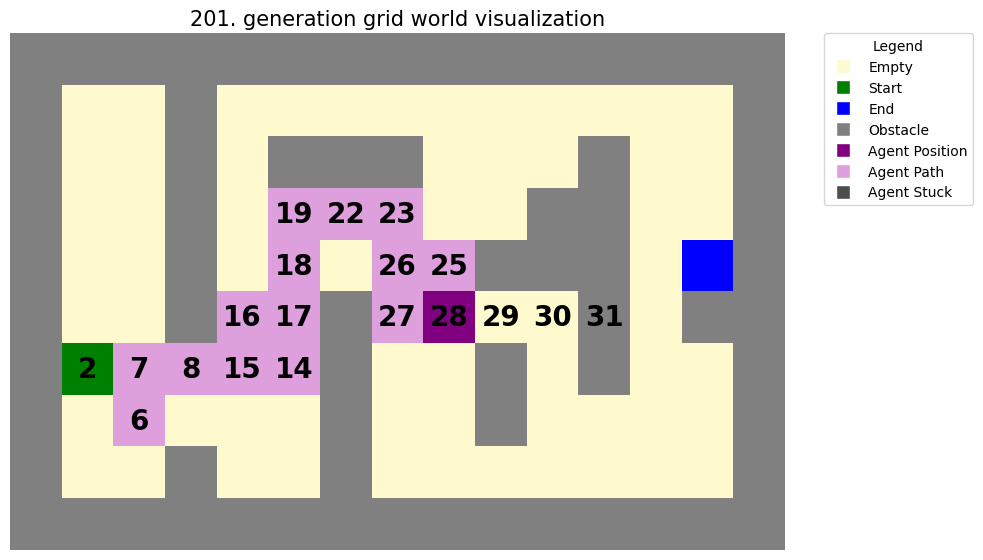 201. generation grid world visualization
Legend
Empty
Start
End
Obstacle
Agent Position
Agent Path
Agent Stuck
19 22 23
18 26 25
16 17 27 28 29 30 31
2 7 8 15 14
6